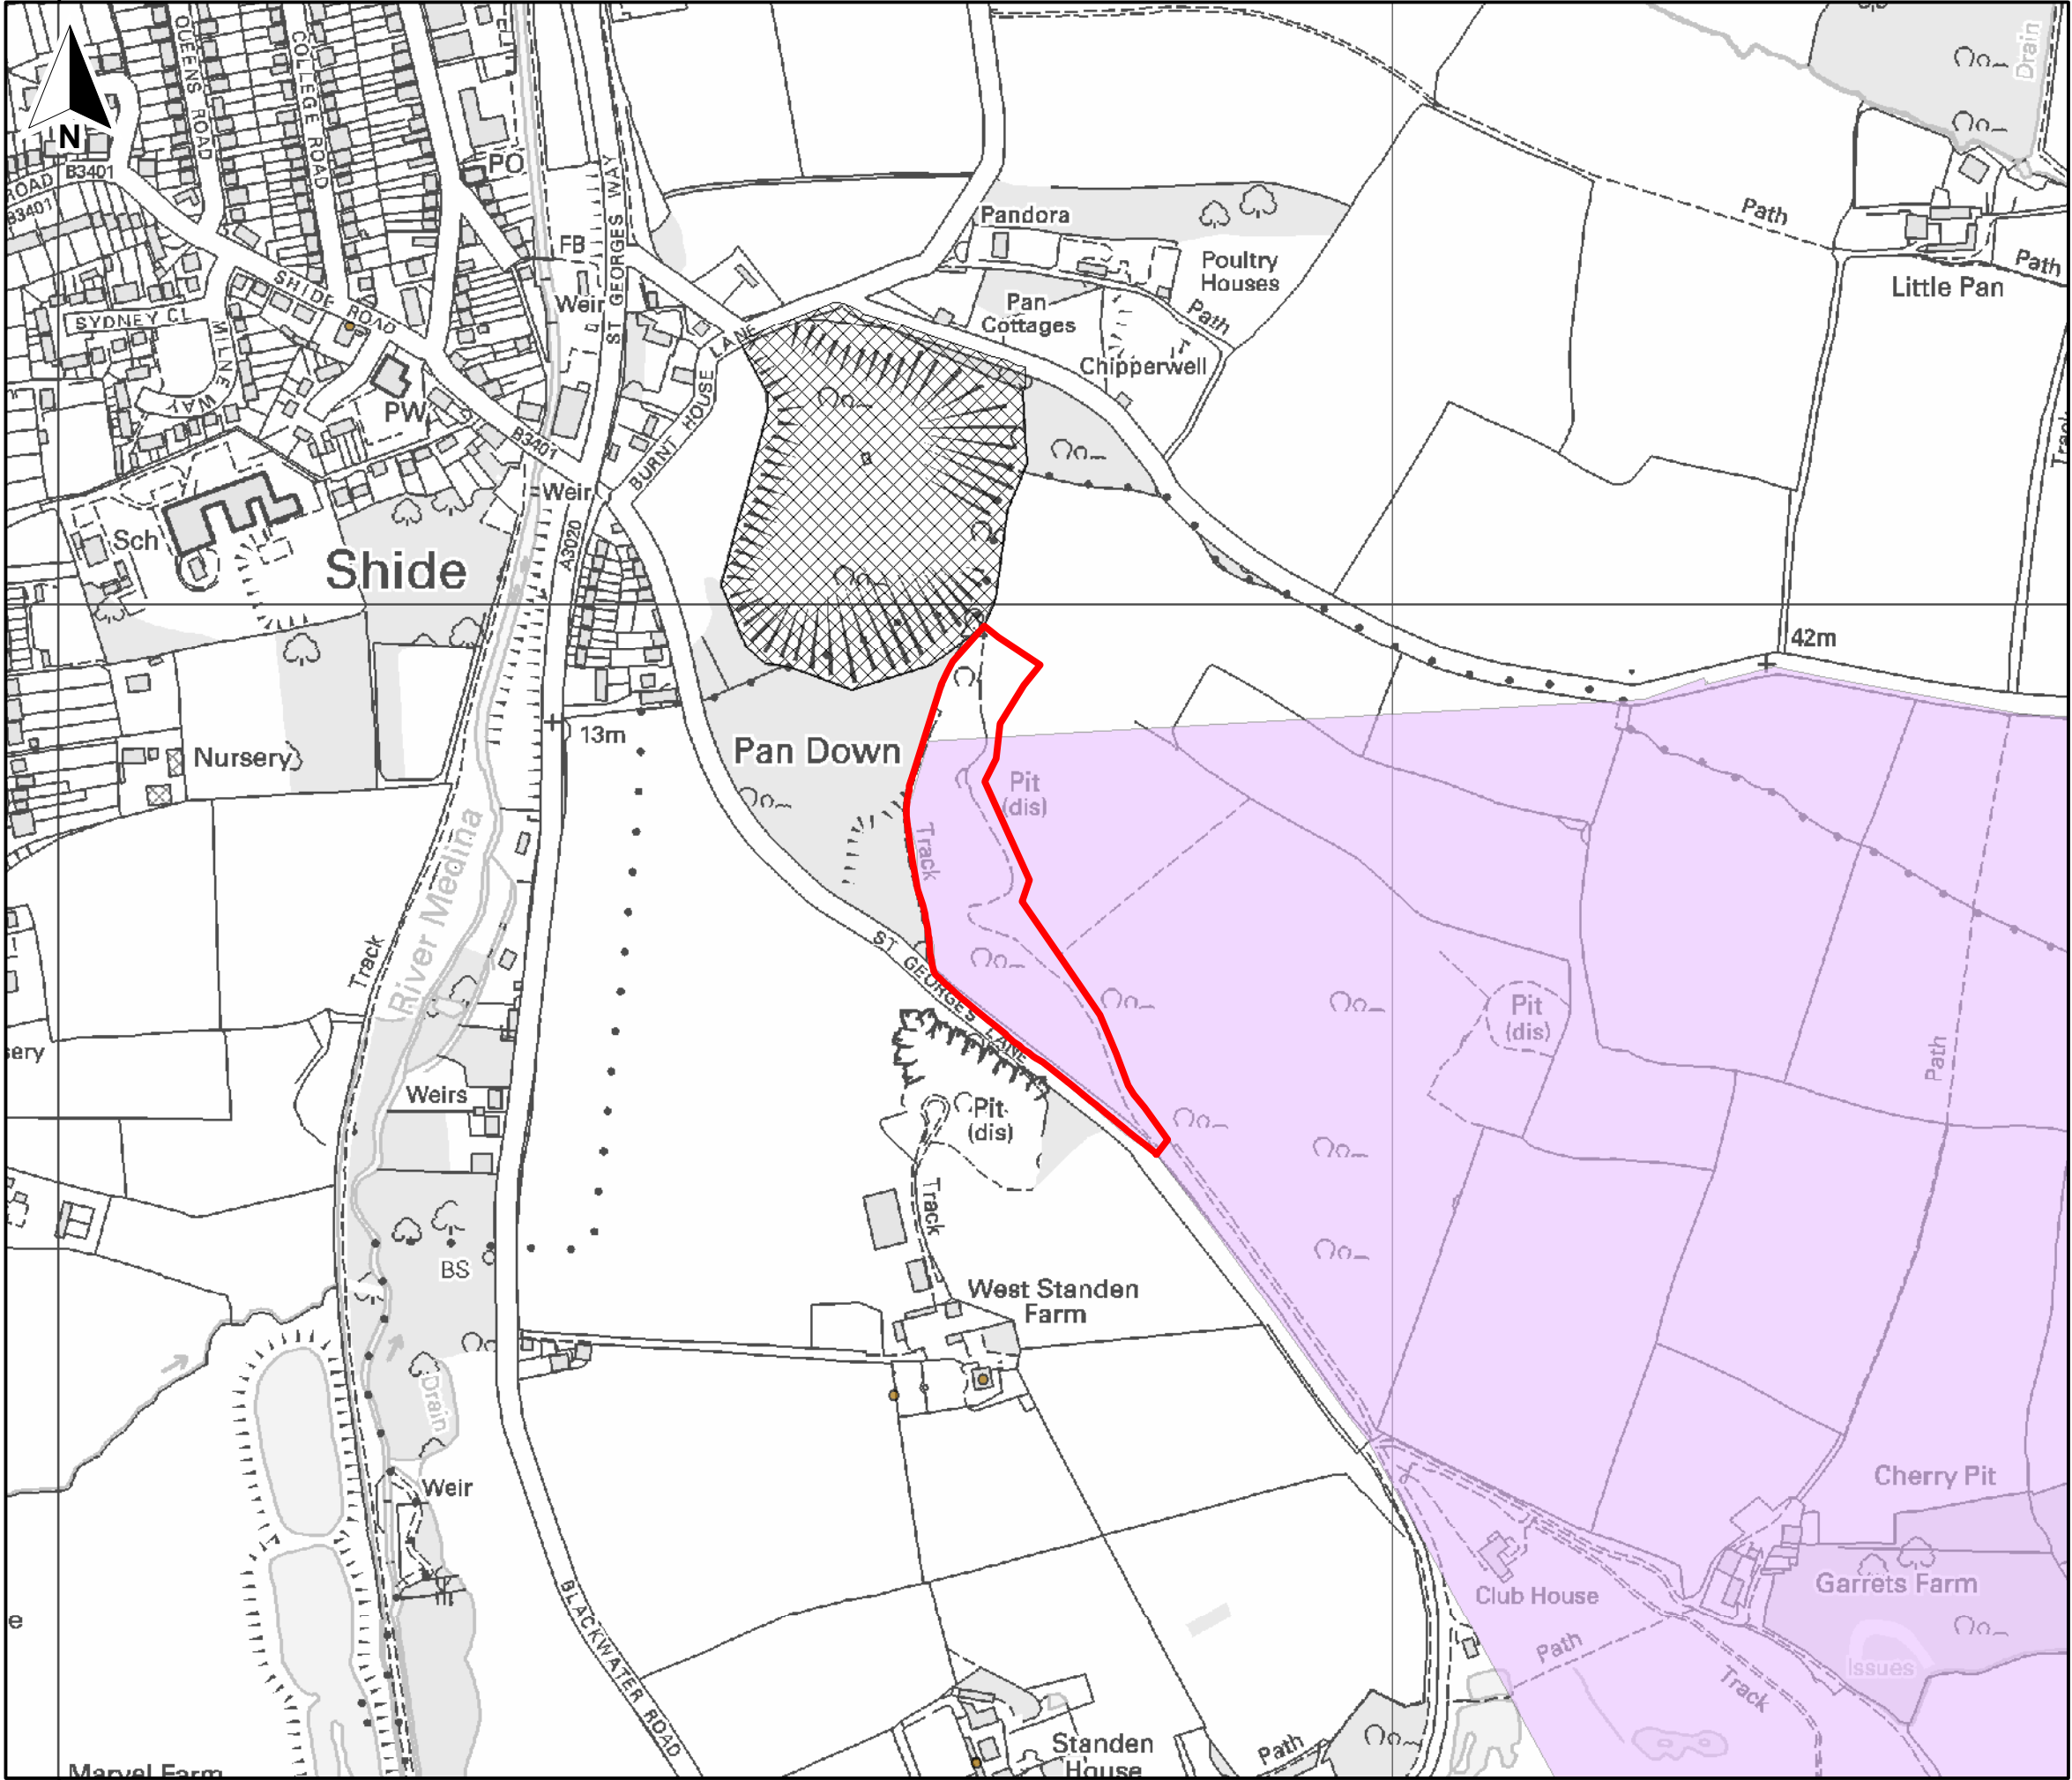 N
QUEENS ROAD
COLLEGE ROAD
ROAD
B3401
B3401
PO
ST GEORGES WAY
FB
Weir
SHIDE ROAD
SYDNEY CL
MILNE WAY
PW
B3401
Weir
BURNT HOUSE LANE
A3020
Sch
Shide
Pandora
Poultry
Houses
Pan
Cottages
Path
Chipperwell
Drain
Path
Path
Little Pan
Track
42m
13m
Nursery
Pan Down
Pit
(dis)
Track
River Medina
Track
ST GEORGES LANE
Pit
(dis)
Path
Weirs
Pit
(dis)
Track
BS
West Standen
Farm
Drain
Weir
Cherry Pit
Club House
Garrets Farm
Path
Issues
Track
BLACKWATER ROAD
Standen
House
Path
Marvel Farm
e
sery